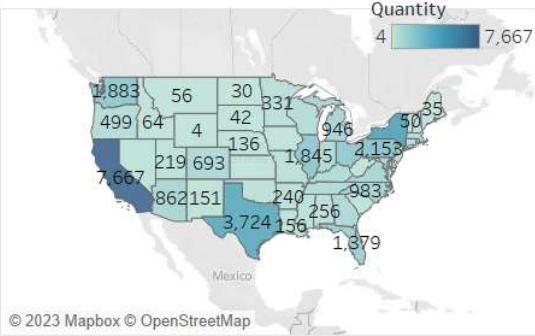 Quantity
4 7,667
1,883 56 30 331 35
499 64 42 50
4 946
136 2,153
219 693 1,845
7,667
862 151 240 983
3,724 156 256
1,379
Mexico
© 2023 Mapbox © OpenStreetMap